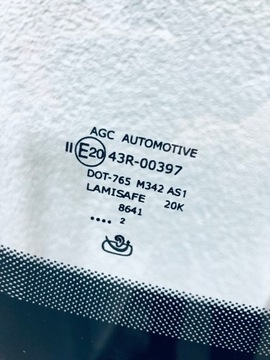 AGC AUTOMOTIVE
II E20 43R-00397
DOT-765 M342 AS1
LAMISAFE 20K
8641
•••• 2